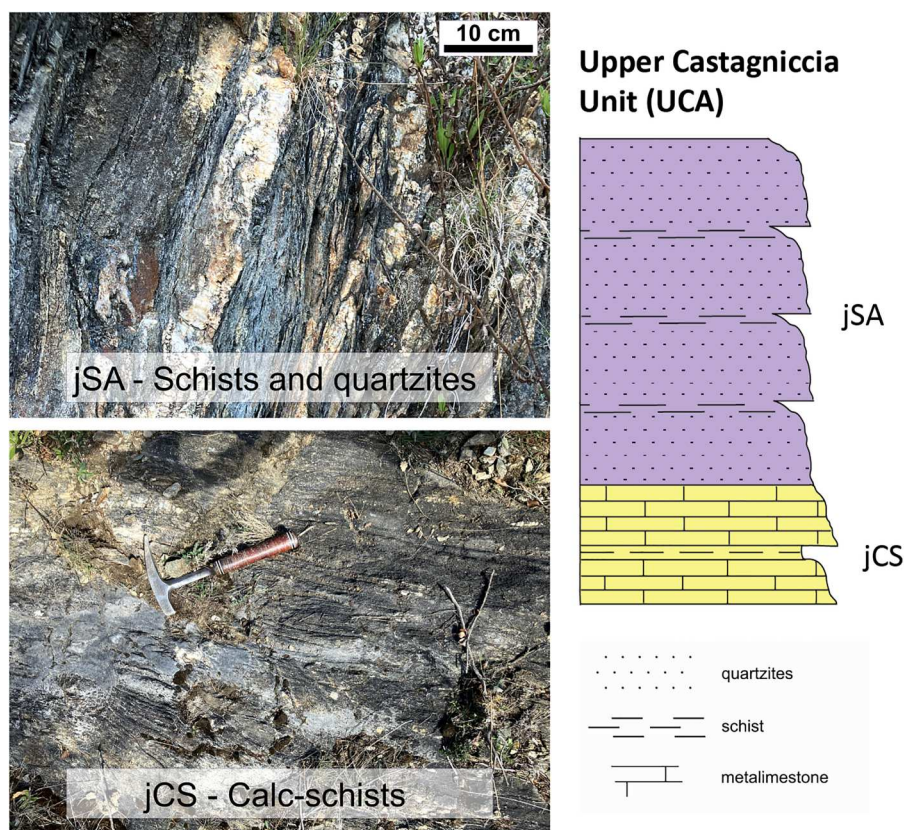 10 cm
jSA - Schists and quartzites
jCS - Calc-schists
Upper Castagniccia
Unit (UCA)
jSA
jCS
quartzites
schist
metalimestone